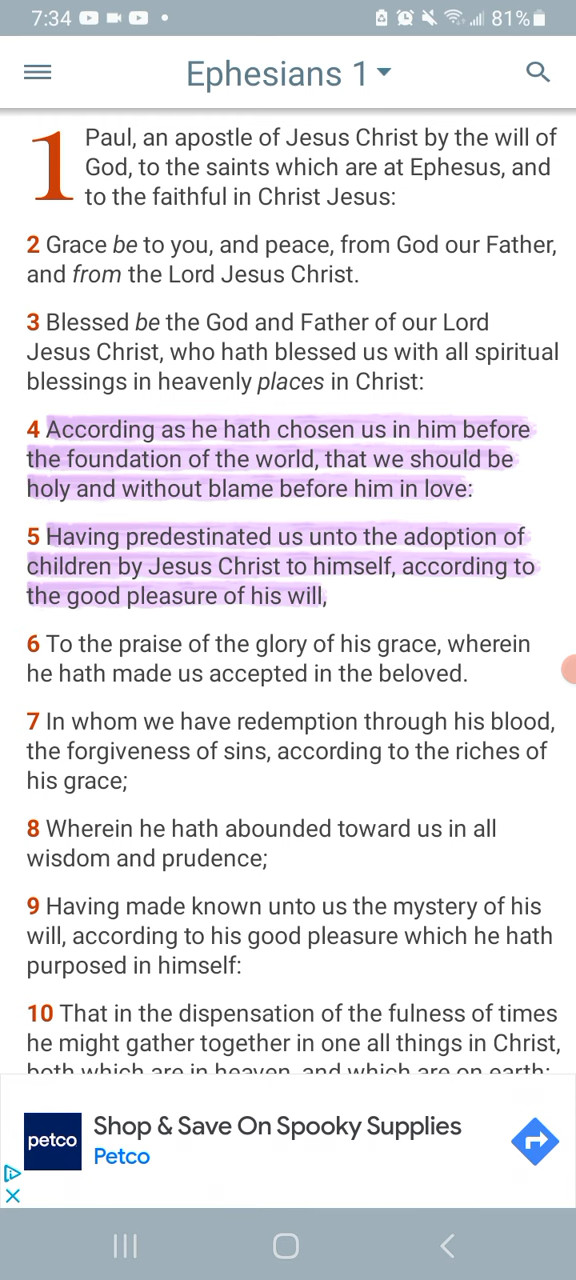 7:34
81%
Ephesians 1
1 Paul, an apostle of Jesus Christ by the will of
God, to the saints which are at Ephesus, and
to the faithful in Christ Jesus:
2 Grace be to you, and peace, from God our Father,
and from the Lord Jesus Christ.
3 Blessed be the God and Father of our Lord
Jesus Christ, who hath blessed us with all spiritual
blessings in heavenly places in Christ:
4 According as he hath chosen us in him before
the foundation of the world, that we should be
holy and without blame before him in love:
5 Having predestinated us unto the adoption of
children by Jesus Christ to himself, according to
the good pleasure of his will,
6 To the praise of the glory of his grace, wherein
he hath made us accepted in the beloved.
7 In whom we have redemption through his blood,
the forgiveness of sins, according to the riches of
his grace;
8 Wherein he hath abounded toward us in all
wisdom and prudence;
9 Having made known unto us the mystery of his
will, according to his good pleasure which he hath
purposed in himself:
10 That in the dispensation of the fulness of times
he might gather together in one all things in Christ,
both which are in heaven, and which are on earth;
petco
Shop & Save On Spooky Supplies
Petco